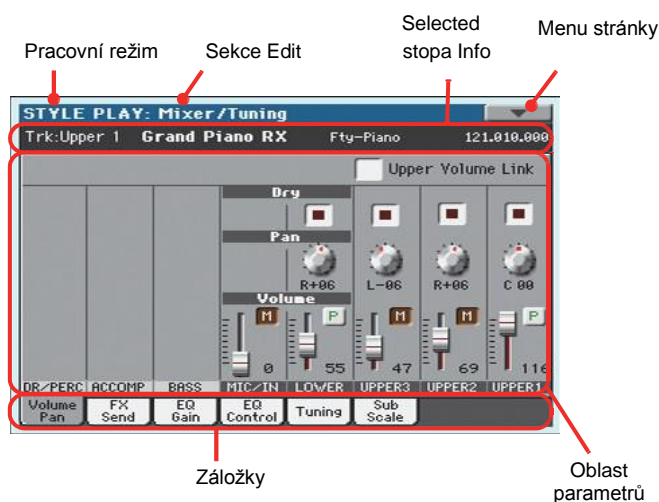 Selected
stopa Info
Menu stránky
Pracovní režim
Sekce Edit
STYLE PLAY: Mixer/Tuning
Trk:Upper 1 Grand Piano RX Fty-Piano 121.010.000
Upper Volume Link
Dry
Pan
R+06 L-06 R+06 C 00
Volume
M P M M P
0 55 47 69 116
DR/PERC ACCOMP BASS MIC/IN LOWER UPPER3 UPPER2 UPPER1
Volume Pan
FX Send
EQ Gain
EQ Control
Tuning
Sub Scale
Záložky
Oblast
parametrů